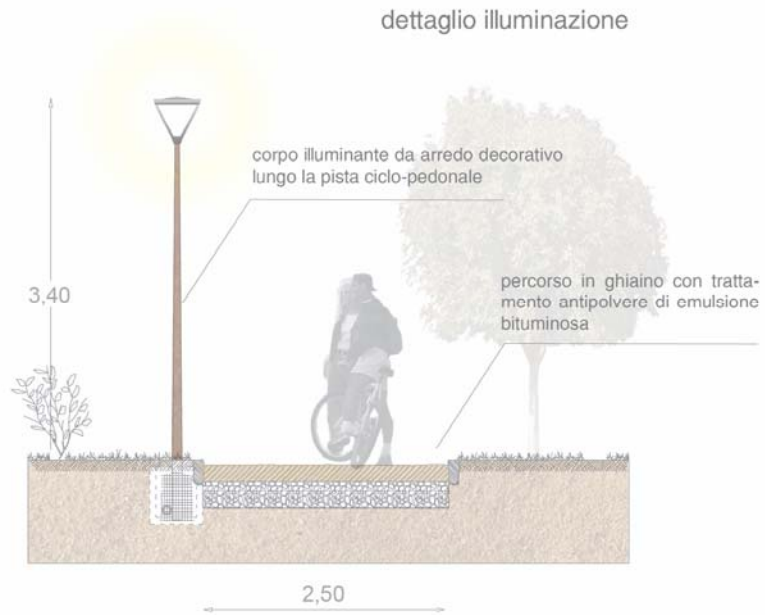 dettaglio illuminazione
corpo illuminante da arredo decorativo
lungo la pista ciclo-pedonale
percorso in ghiaino con tratta-
mento antipolvere di emulsione
bituminosa
3,40
2,50